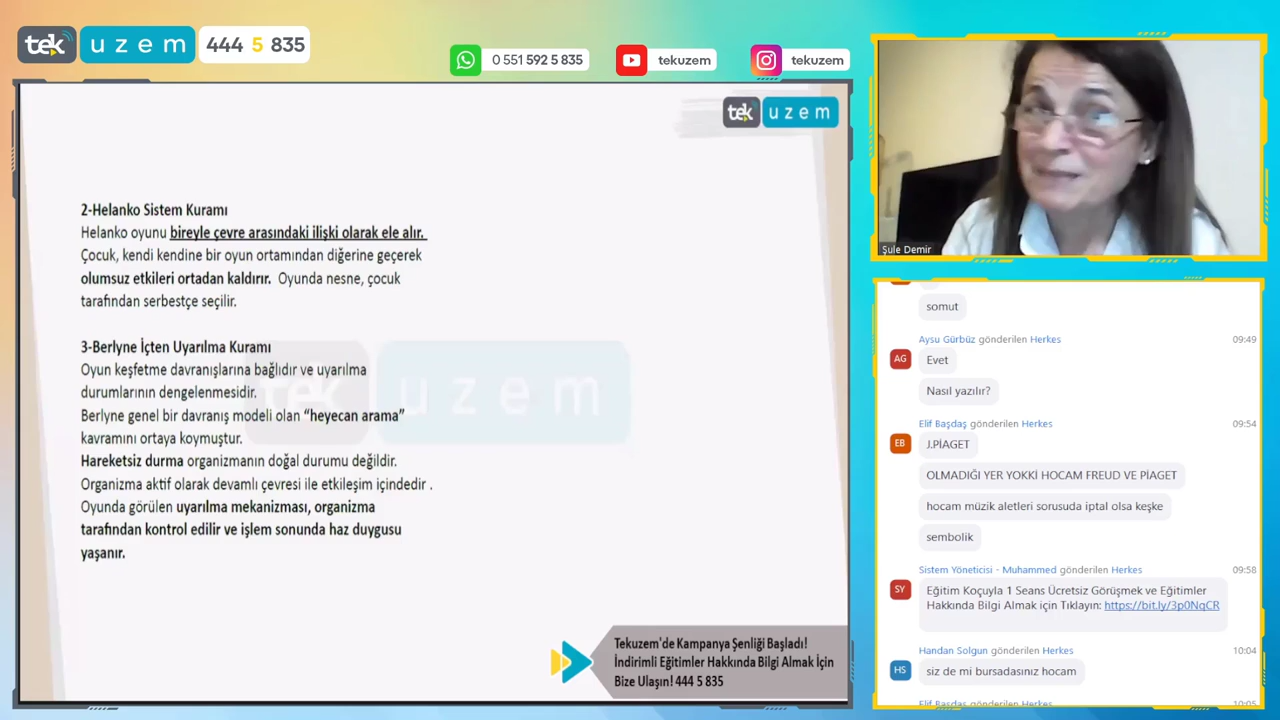 tek uzem 444 5 835
0 551 592 5 835
tekuzem
tekuzem
tek uzem
2-Helanko Sistem Kuramı
Helanko oyunu bireyle çevre arasındaki ilişki olarak ele alır.
Çocuk, kendi kendine bir oyun ortamından diğerine geçerek
olumsuz etkileri ortadan kaldırır. Oyunda nesne, çocuk
tarafından serbestçe seçilir.
3-Berlyne İçten Uyarılma Kuramı
Oyun keşfetme davranışlarına bağlıdır ve uyarılma
durumlarının dengelenmesidir.
Berlyne genel bir davranış modeli olan “heyecan arama”
kavramını ortaya koymuştur.
Hareketsiz durma organizmanın doğal durumu değildir.
Organizma aktif olarak devamlı çevresi ile etkileşim içindedir .
Oyunda görülen uyarılma mekanizması, organizma
tarafından kontrol edilir ve işlem sonunda haz duygusu
yaşanır.
tek uzem
Tekuzem'de Kampanya Şenliği Başladı!
İndirimli Eğitimler Hakkında Bilgi Almak İçin
Bize Ulaşın! 444 5 835
Şule Demir
somut
Aysu Gürbüz gönderilen Herkes 09:49
AG
Evet
Nasıl yazılır?
Elif Başdaş gönderilen Herkes 09:54
EB
J.PİAGET
OLMADIĞI YER YOKKİ HOCAM FREUD VE PİAGET
hocam müzik aletleri sorusuda iptal olsa keşke
sembolik
Sistem Yöneticisi - Muhammed gönderilen Herkes 09:58
SY
Eğitim Koçuyla 1 Seans Ücretsiz Görüşmek ve Eğitimler
Hakkında Bilgi Almak için Tıklayın: https://bit.ly/3p0NqCR
Handan Solgun gönderilen Herkes 10:04
HS
siz de mi bursadasınız hocam
Elif Başdaş gönderilen Herkes 10:05